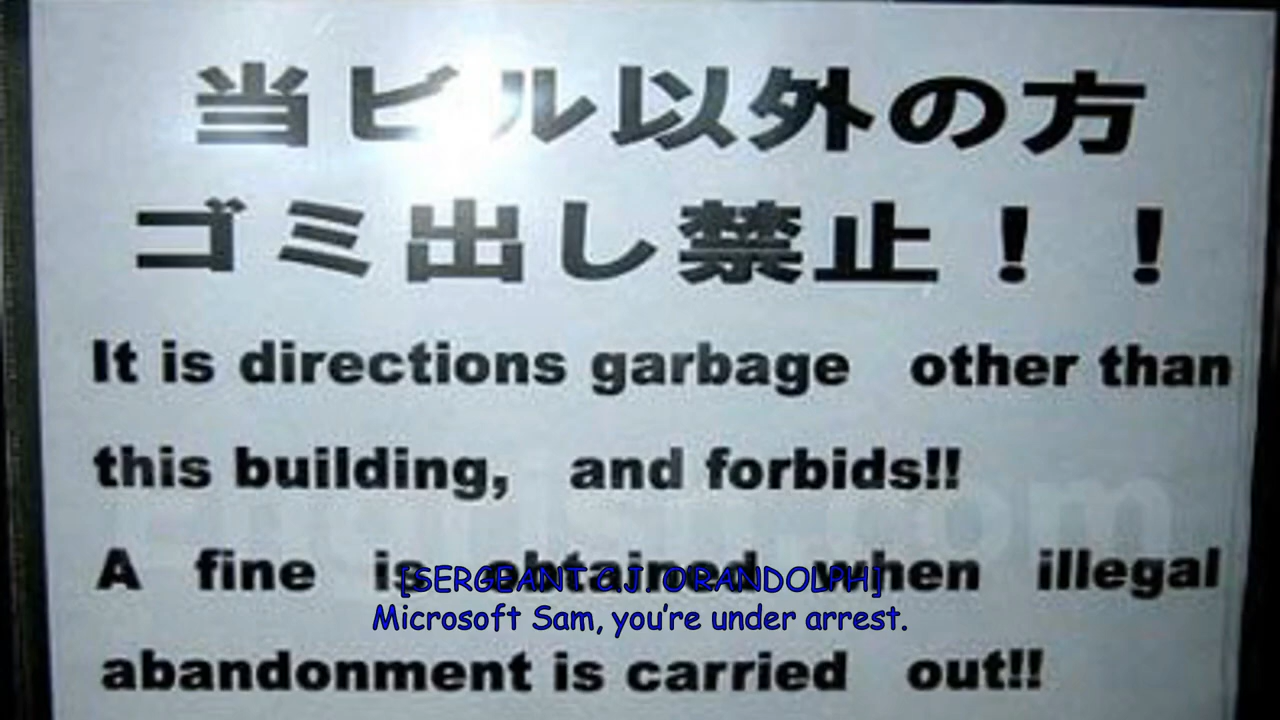 当ビル以外の方
ゴミ出し禁止！！
It is directions garbage other than
this building, and forbids!!
A fine is obtained when illegal
[SERGEANT C.J. O'RANDOLPH]
Microsoft Sam, you're under arrest.
abandonment is carried out!!